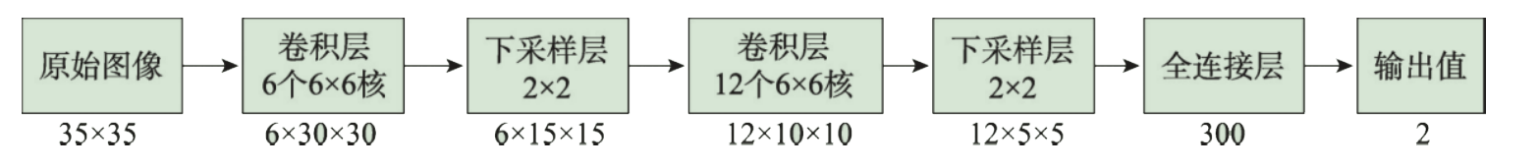 原始图像
35×35
卷积层
6个6×6核
6×30×30
下采样层
2×2
6×15×15
卷积层
12个6×6核
12×10×10
下采样层
2×2
12×5×5
全连接层
300
输出值
2